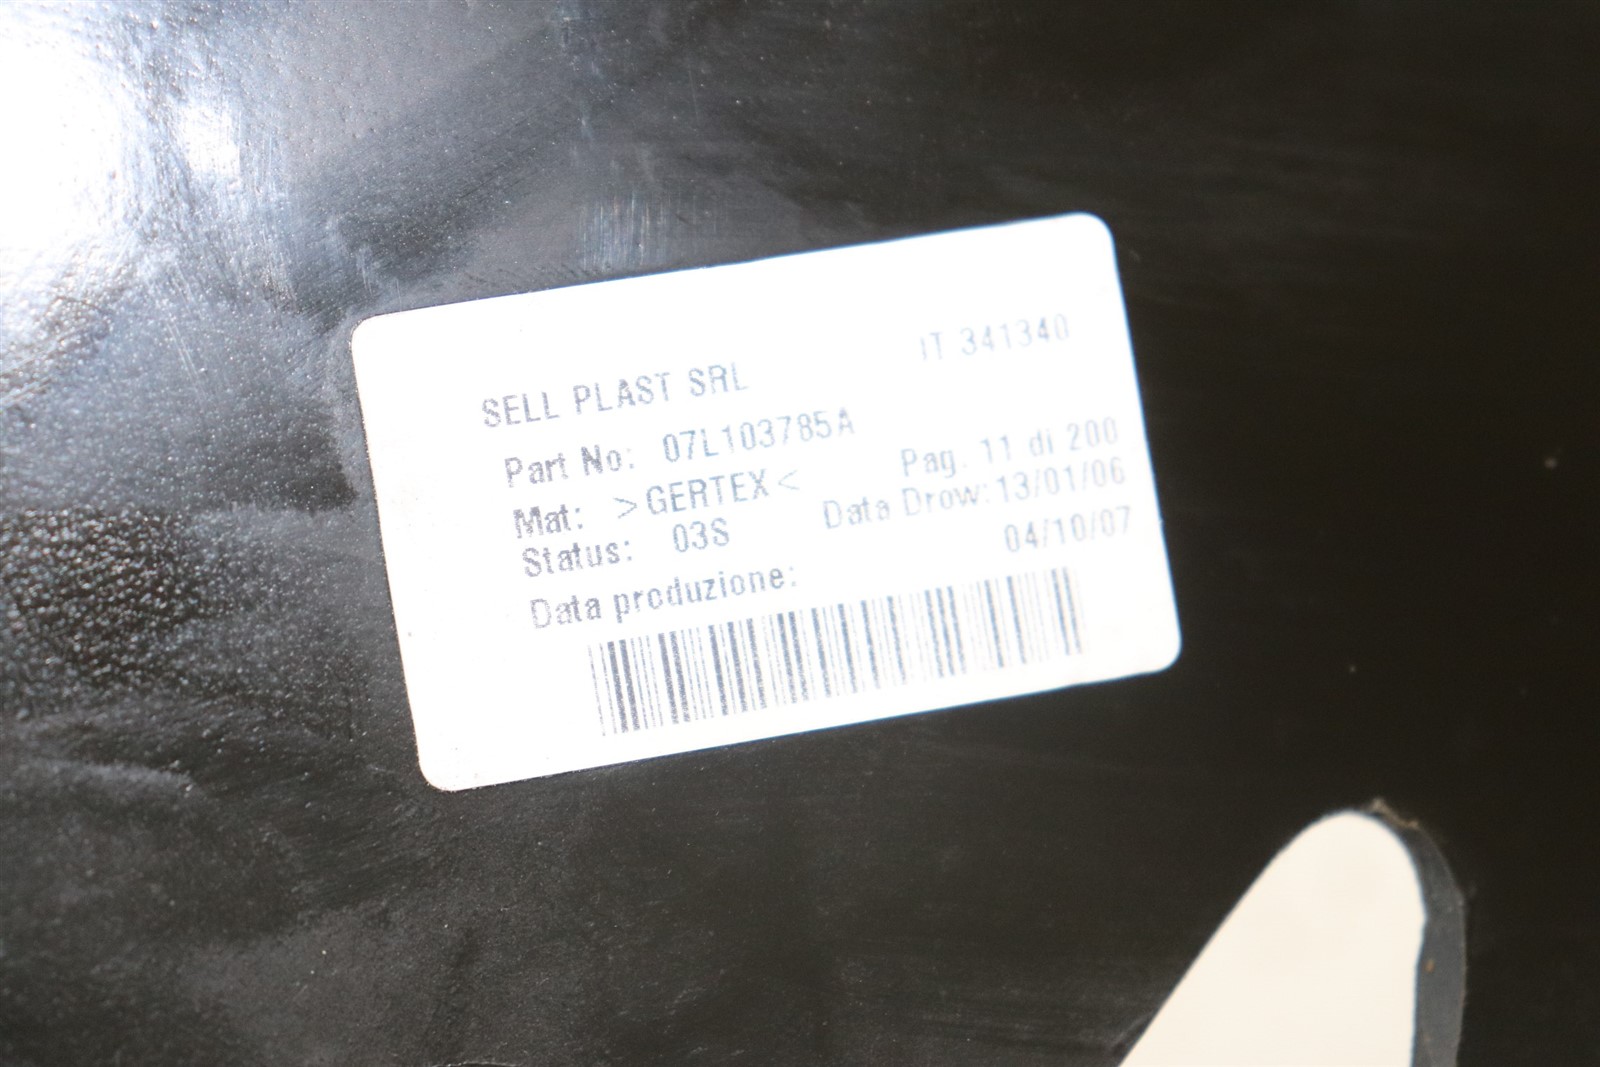 IT 341340
SELL PLAST SRL
Part No: 07L103785A
Mat: >GERTEX< Pag. 11 di 200
Status: 03S Data Drow: 13/01/06
Data produzione: 04/10/07